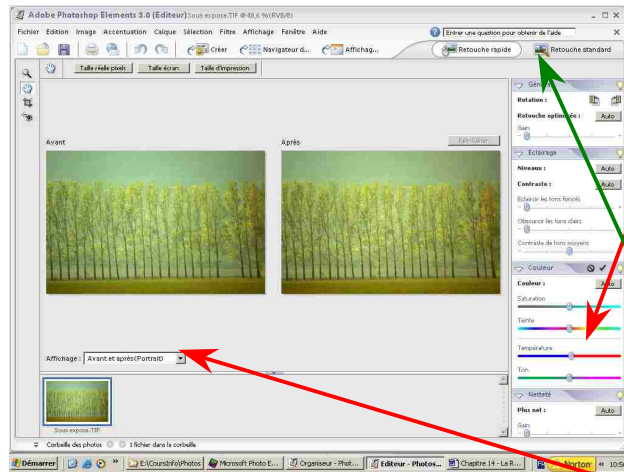 Adobe Photoshop Elements 3.0 (Editeur) Sous expose.TIF @ 48,6 % (RVB/8)
Fichier Edition Image Accentuation Calque Sélection Filtre Affichage Fenêtre Aide Entrer une question pour obtenir de l'aide
Créer Navigateur d... Affichag... Retouche rapide Retouche standard
Taille réelle pixels Taille écran Taille d'impression
Rotation :
Retouche optimisée : Auto
Gain
Avant Après Réinitialiser
Eclairage
Niveaux : Auto
Contraste : Auto
Eclaircir les tons foncés
Obscurcir les tons clairs
Contraste de tons moyens
Couleur
Couleur : Auto
Saturation
Teinte
Température
Ton
Affichage : Avant et après(Portrait)
Netteté
Plus net : Auto
Gain
Sous expose.TIF
Corbeille des photos 1 fichier dans la corbeille
Démarrer E:\CoursInfo\Photos Microsoft Photo E... Organiseur - Phot... Editeur - Photos... Chapitre 14 - La R... Norton